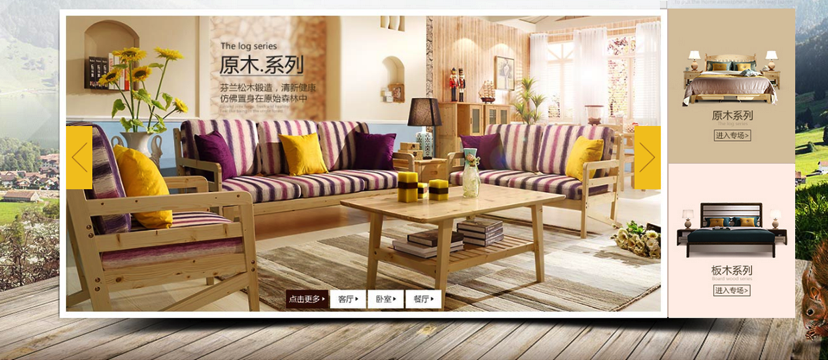 The log series
原木.系列
芬兰松木锻造，清新健康
仿佛置身在原始森林中
点击更多
客厅
卧室
餐厅
原木系列
进入专场>
板木系列
进入专场>